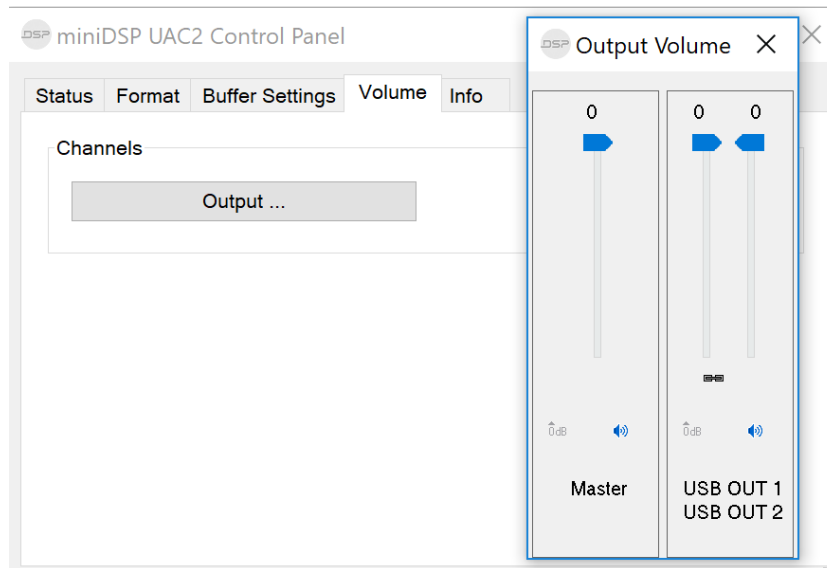 DSP miniDSP UAC2 Control Panel
Status Format Buffer Settings Volume Info
Channels
Output ...
DSP Output Volume
0
0 0
0dB
0dB
Master
USB OUT 1
USB OUT 2